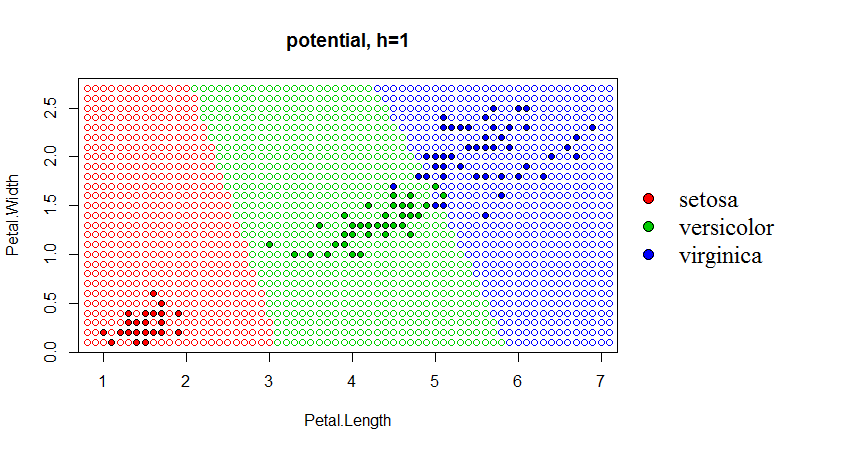 potential, h=1
Petal.Width
2.5
2.0
1.5
1.0
0.5
0.0
1 2 3 4 5 6 7
Petal.Length
setosa
versicolor
virginica